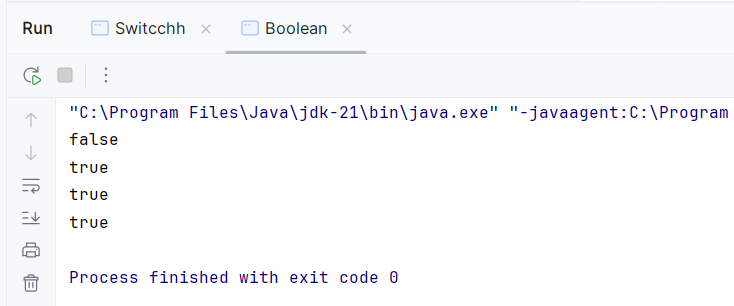 Run Switcchh Boolean
"C:\Program Files\Java\jdk-21\bin\java.exe" "-javaagent:C:\Program
false
true
true
true
Process finished with exit code 0